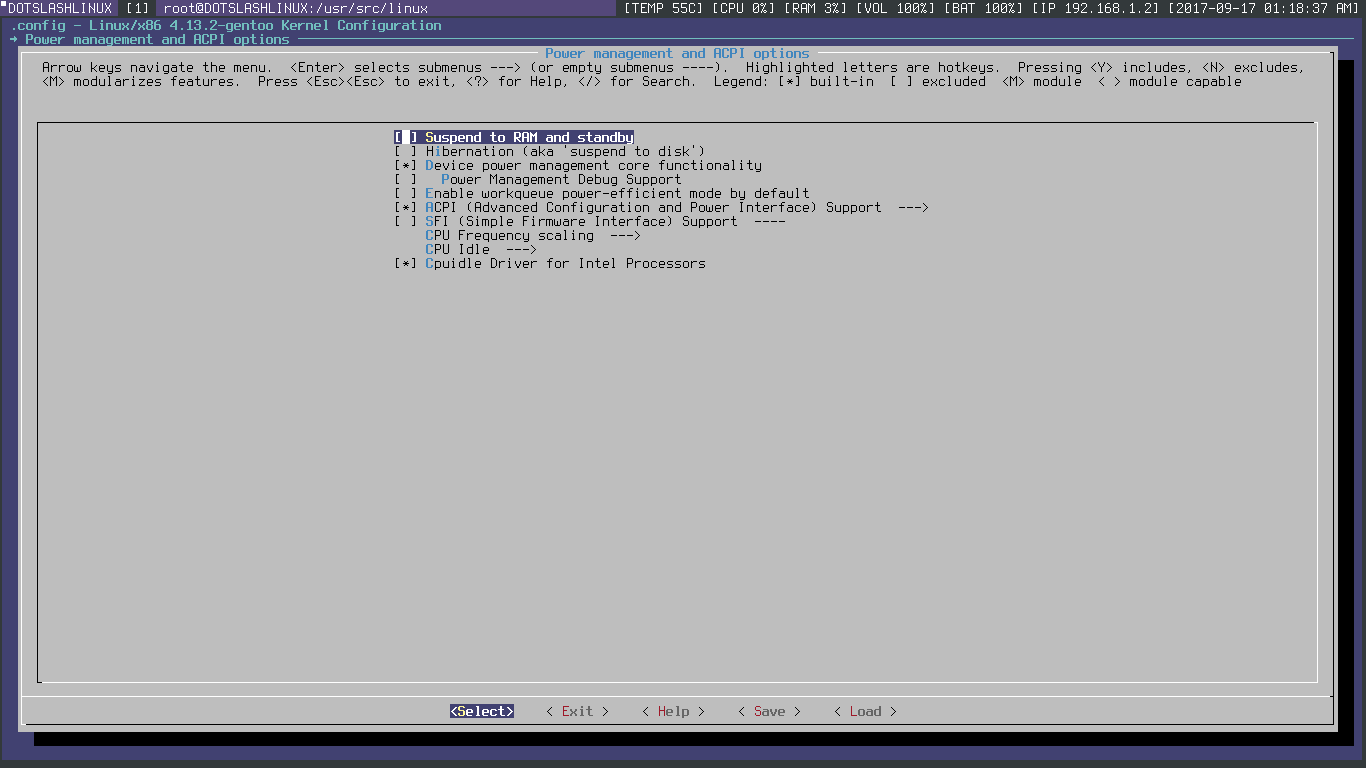 DOTSLASHLINUX [1] root@DOTSLASHLINUX:/usr/src/linux [TEMP 55C] [CPU 0%] [RAM 3%] [VOL 100%] [BAT 100%] [IP 192.168.1.2] [2017-09-17 01:18:37 AM]
.config - Linux/x86 4.13.2-gentoo Kernel Configuration
→ Power management and ACPI options
Power management and ACPI options
Arrow keys navigate the menu.  <Enter> selects submenus ---> (or empty submenus ----).  Highlighted letters are hotkeys.  Pressing <Y> includes, <N> excludes,
<M> modularizes features.  Press <Esc><Esc> to exit, <?> for Help, </> for Search.  Legend: [*] built-in  [ ] excluded  <M> module  < > module capable
[ ] Suspend to RAM and standby
[ ] Hibernation (aka 'suspend to disk')
[*] Device power management core functionality
[ ]   Power Management Debug Support
[ ] Enable workqueue power-efficient mode by default
[*] ACPI (Advanced Configuration and Power Interface) Support  --->
[ ] SFI (Simple Firmware Interface) Support  ----
CPU Frequency scaling  --->
CPU Idle  --->
[*] Cpuidle Driver for Intel Processors
<Select>    < Exit >    < Help >    < Save >    < Load >